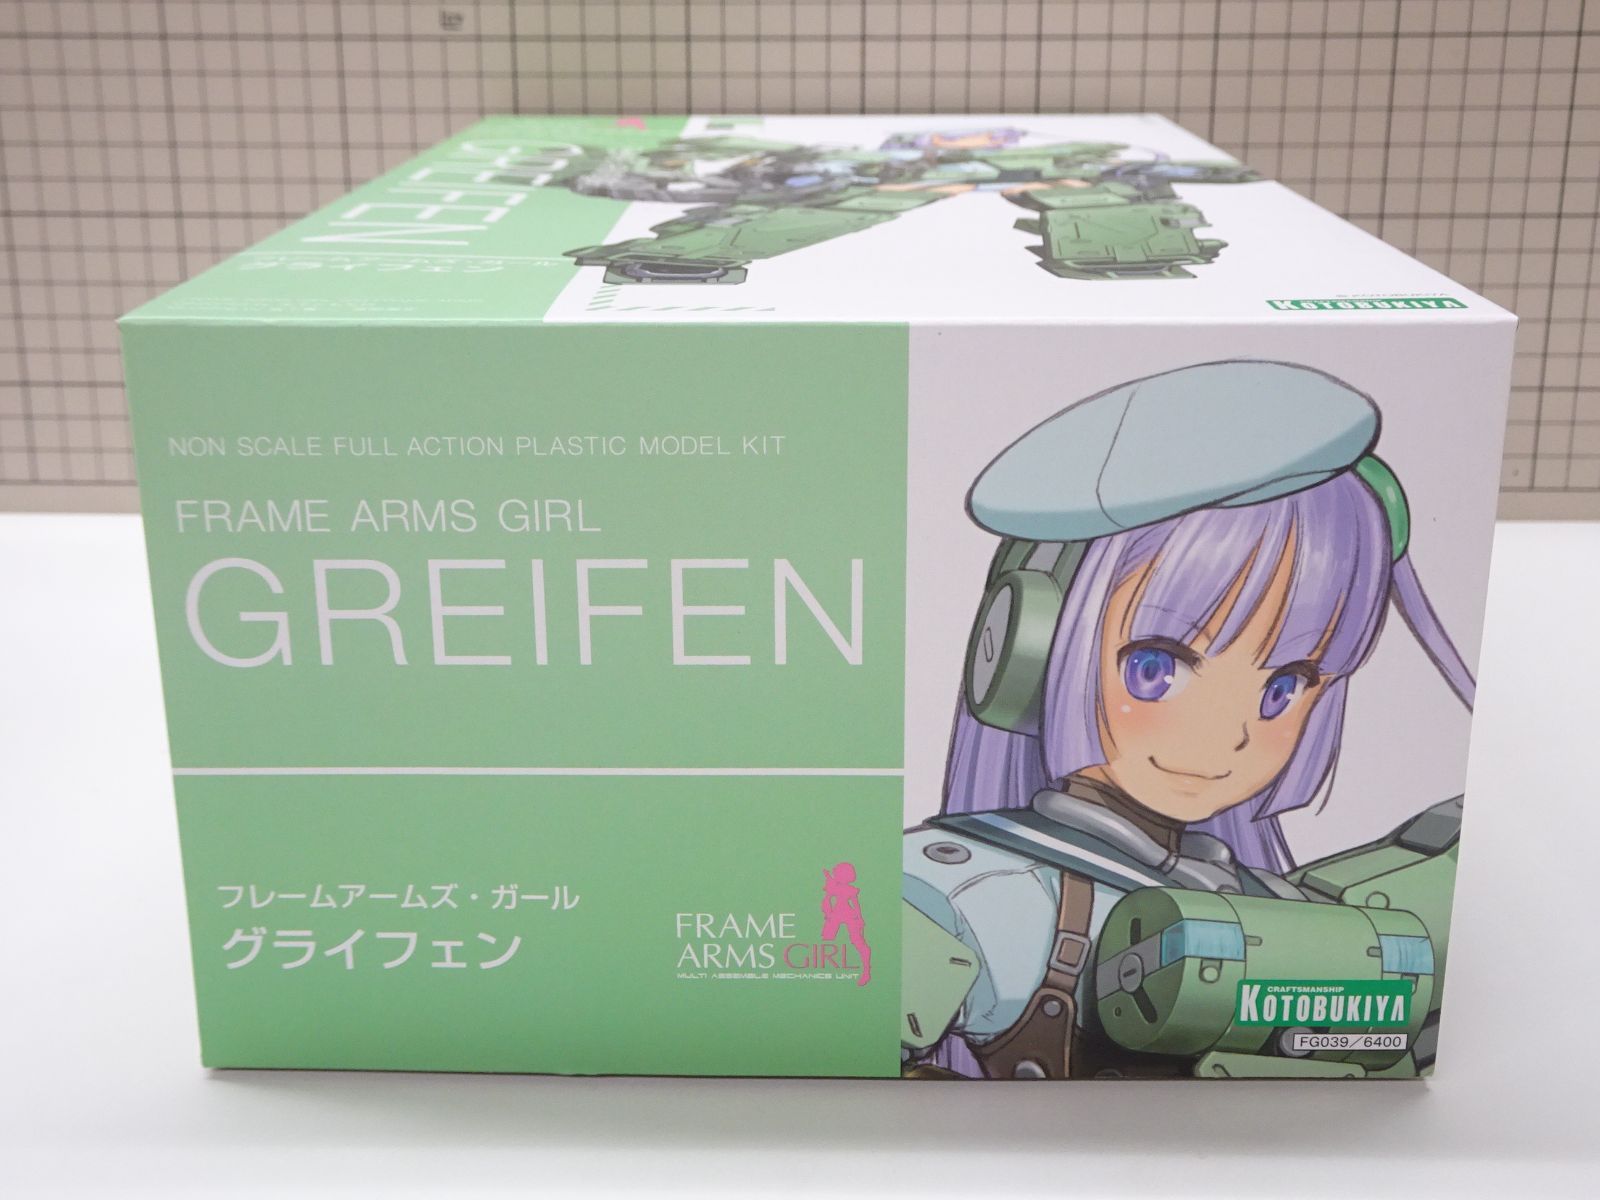 GREIFEN
グライフェン
© KOTOBUKIYA
KOTOBUKIYA
NON SCALE FULL ACTION PLASTIC MODEL KIT
FRAME ARMS GIRL
GREIFEN
フレームアームズ・ガール
グライフェン
FRAME
ARMS GIRL
MULTI ASSEMBLE MECHANICS UNIT
CRAFTSMANSHIP
KOTOBUKIYA
FG039/6400